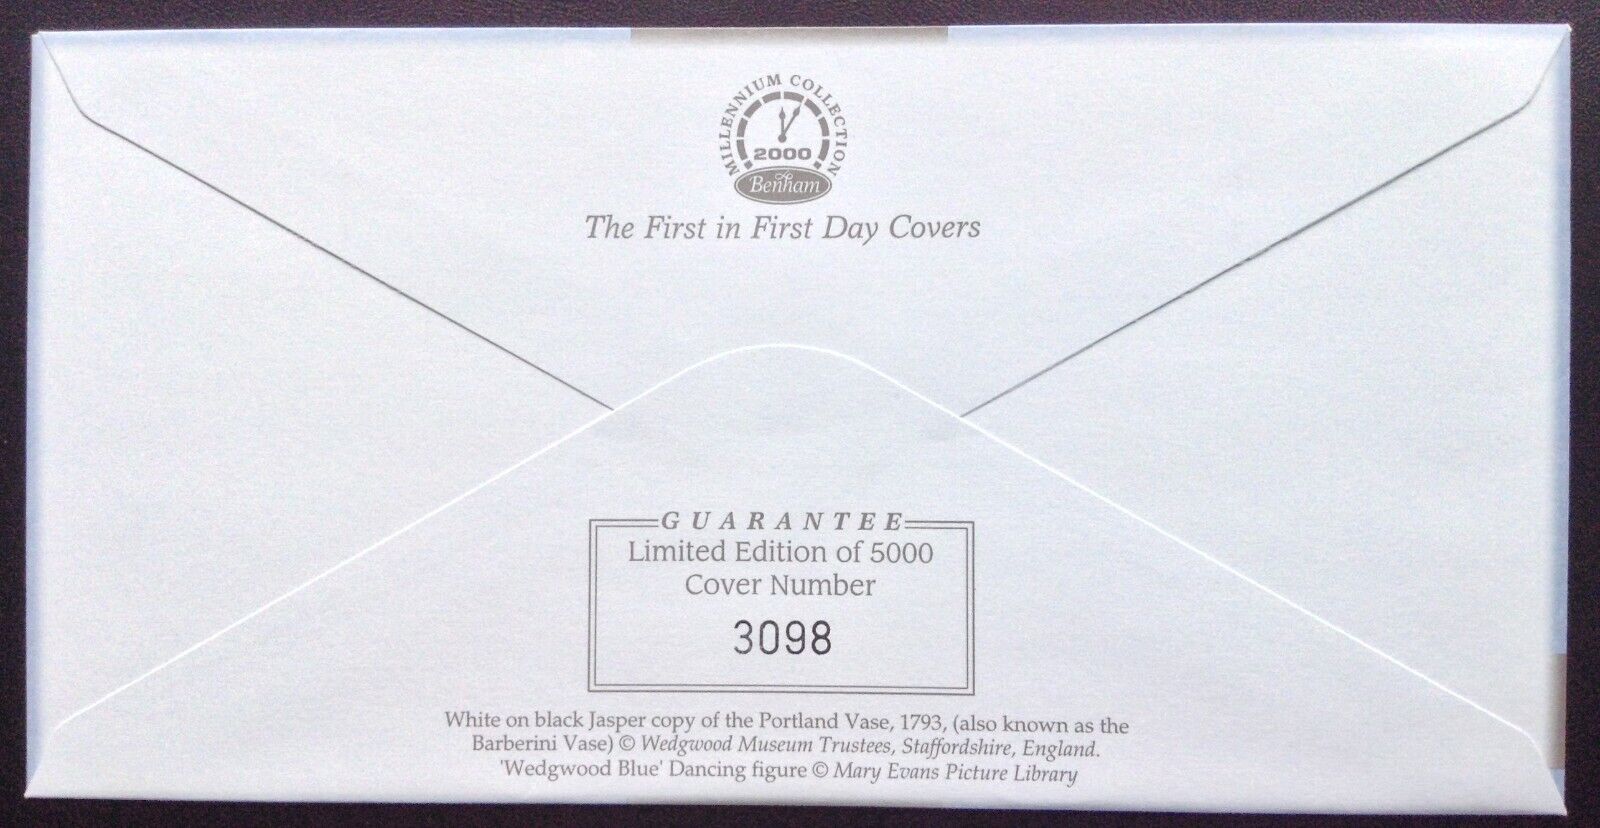 MILLENNIUM COLLECTION
2000
Benham
The First in First Day Covers
GUARANTEE
Limited Edition of 5000
Cover Number
3098
White on black Jasper copy of the Portland Vase, 1793, (also known as the
Barberini Vase) © Wedgwood Museum Trustees, Staffordshire, England.
'Wedgwood Blue' Dancing figure © Mary Evans Picture Library